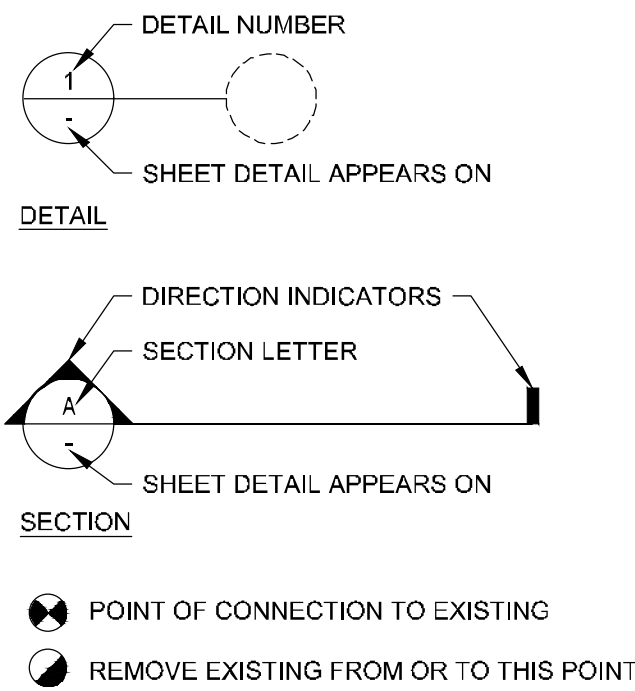 DETAIL NUMBER
1
-
SHEET DETAIL APPEARS ON
DETAIL
DIRECTION INDICATORS
SECTION LETTER
A
-
SHEET DETAIL APPEARS ON
SECTION
POINT OF CONNECTION TO EXISTING
REMOVE EXISTING FROM OR TO THIS POINT